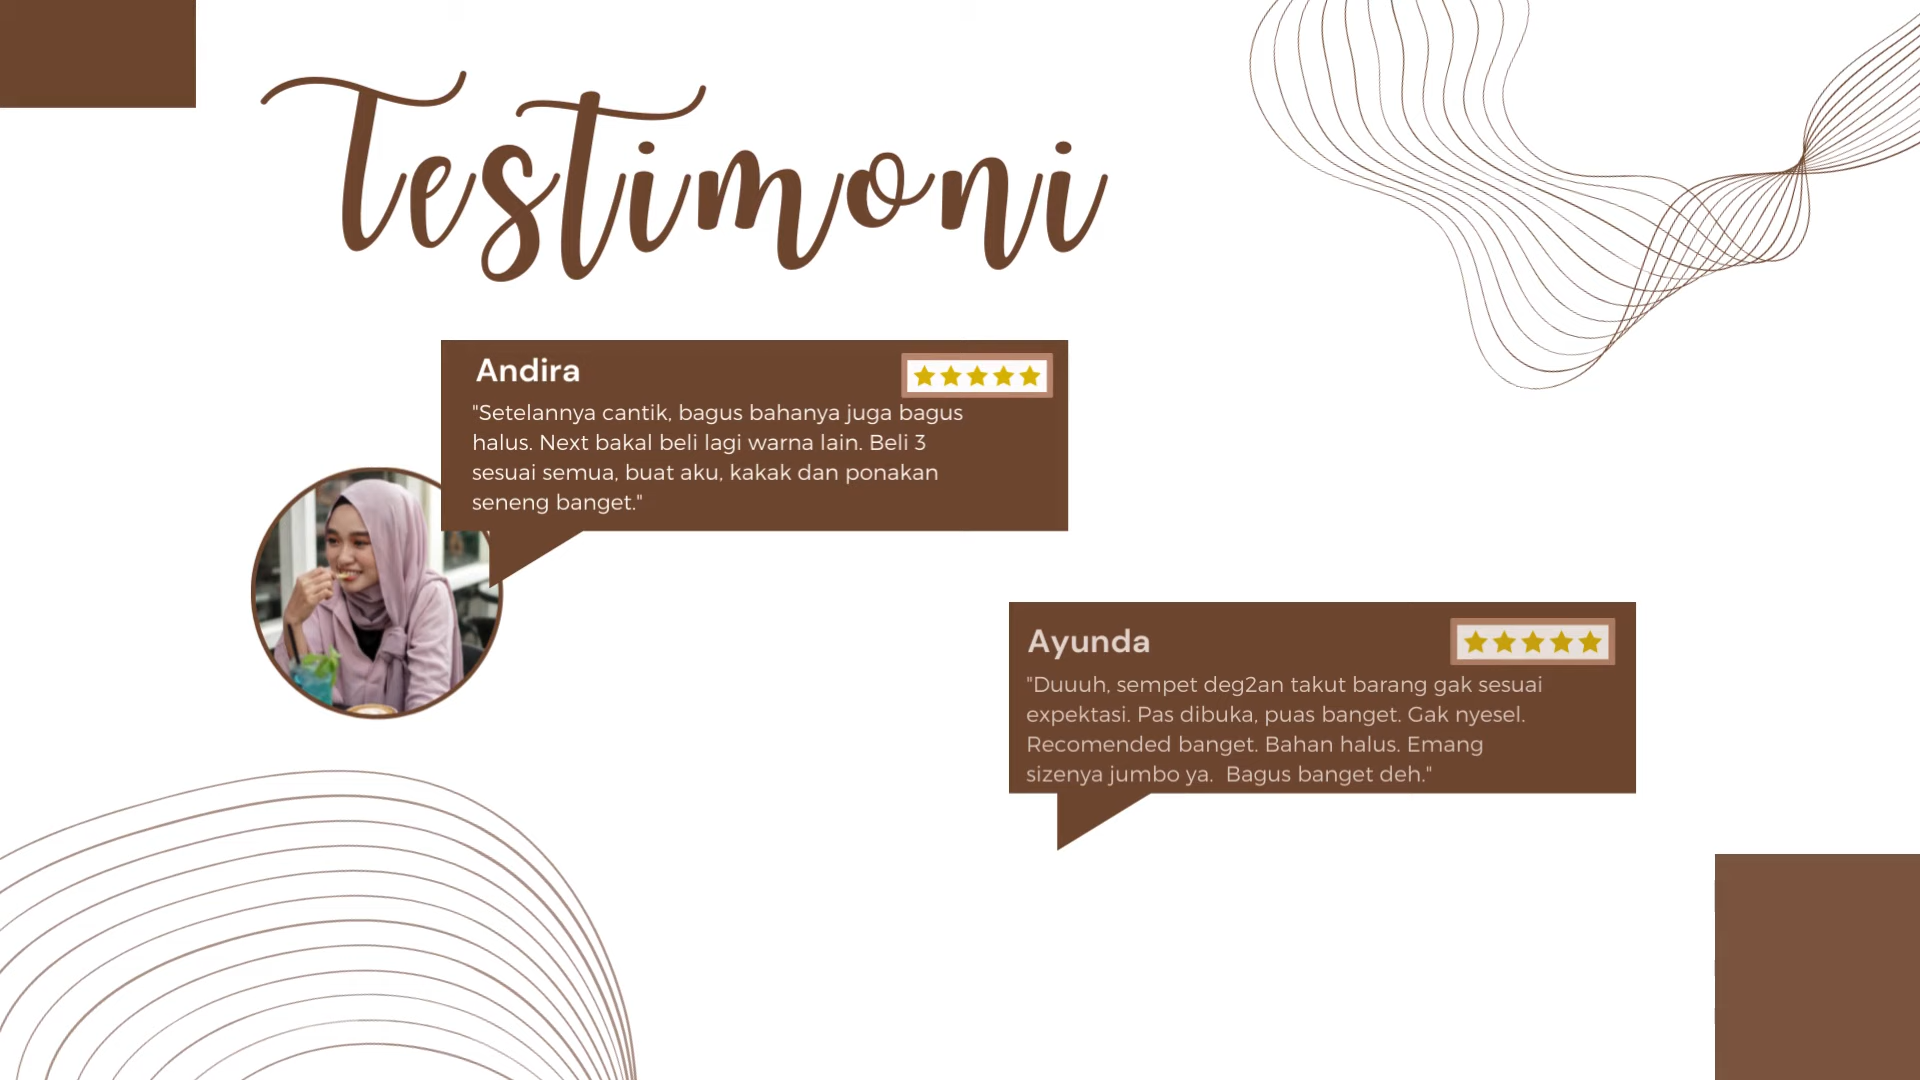 Testimoni
Andira
"Setelannya cantik, bagus bahanya juga bagus
halus. Next bakal beli lagi warna lain. Beli 3
sesuai semua, buat aku, kakak dan ponakan
seneng banget."
Ayunda
"Duuuh, sempet deg2an takut barang gak sesuai
expektasi. Pas dibuka, puas banget. Gak nyesel.
Recomended banget. Bahan halus. Emang
sizenya jumbo ya.  Bagus banget deh."